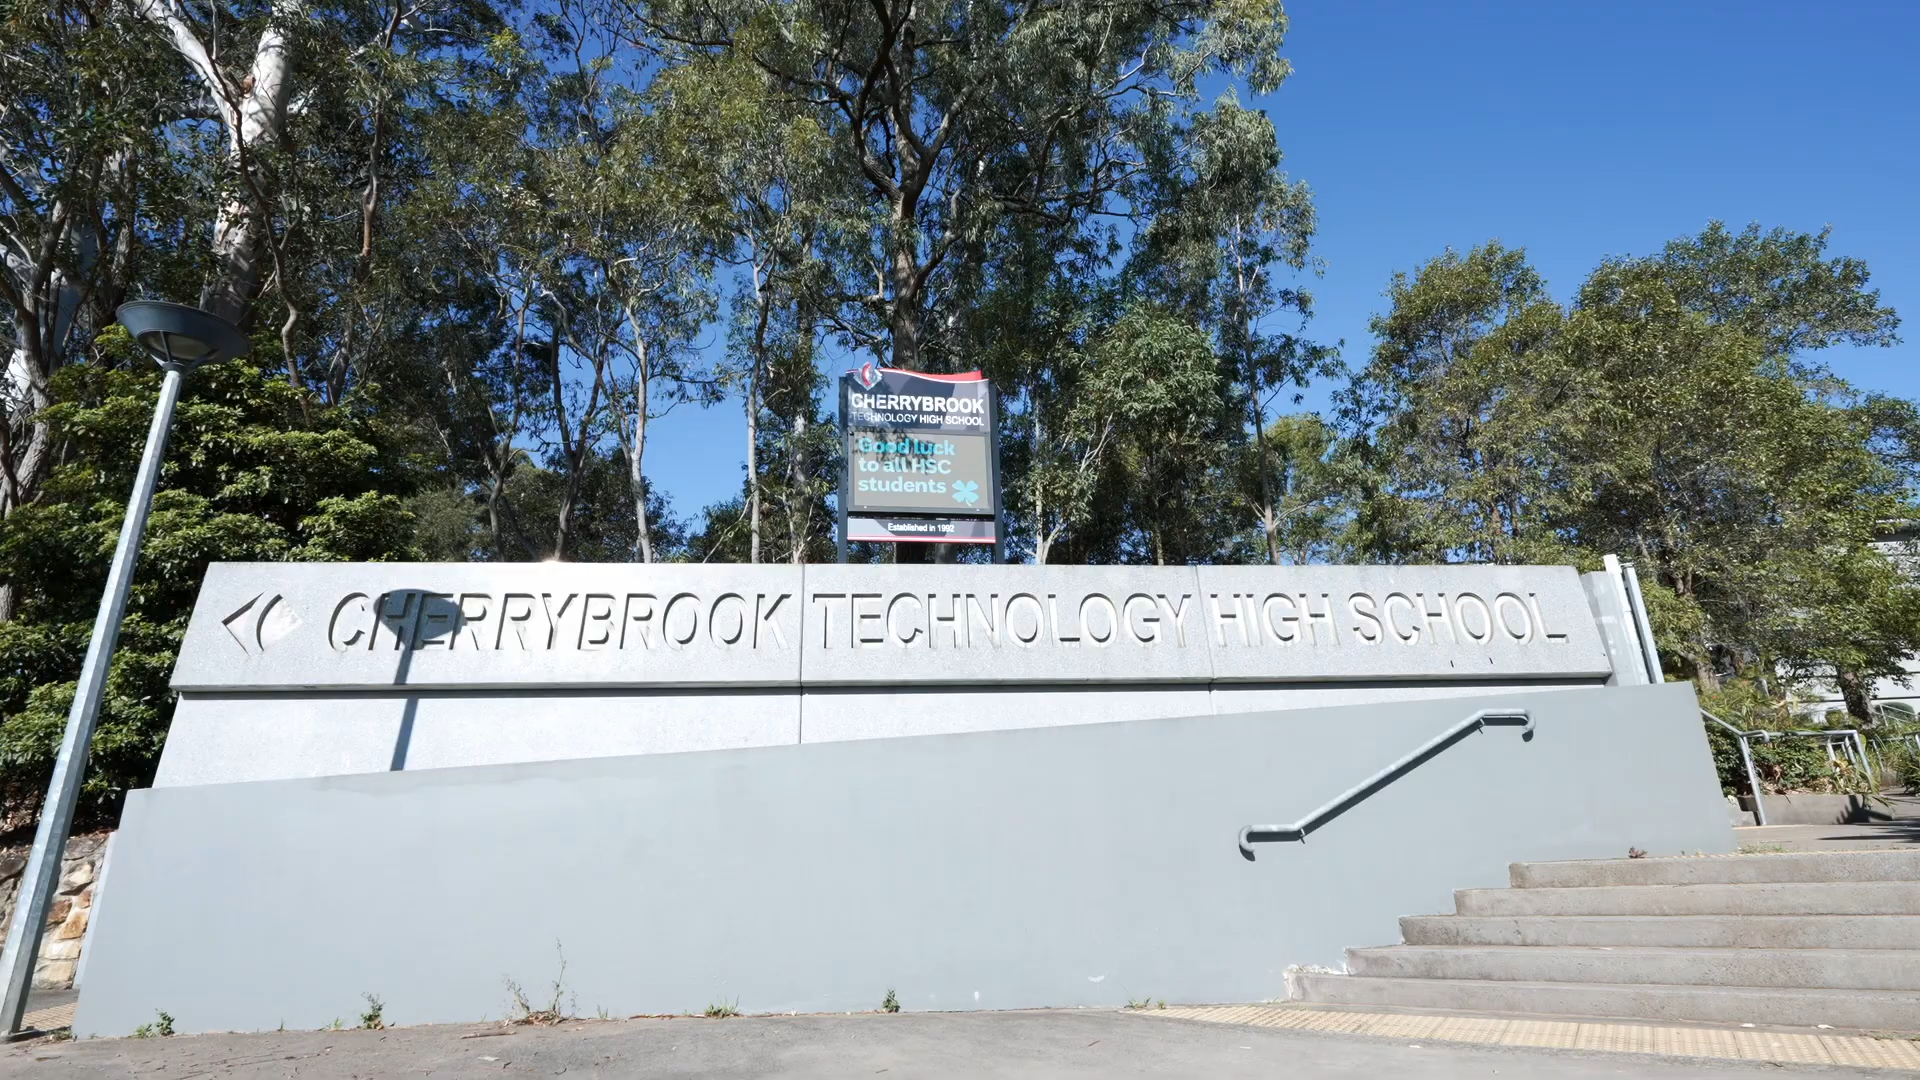 CHERRYBROOK
TECHNOLOGY HIGH SCHOOL
Good luck
to all HSC
students
Established in 1992
CHERRYBROOK TECHNOLOGY HIGH SCHOOL